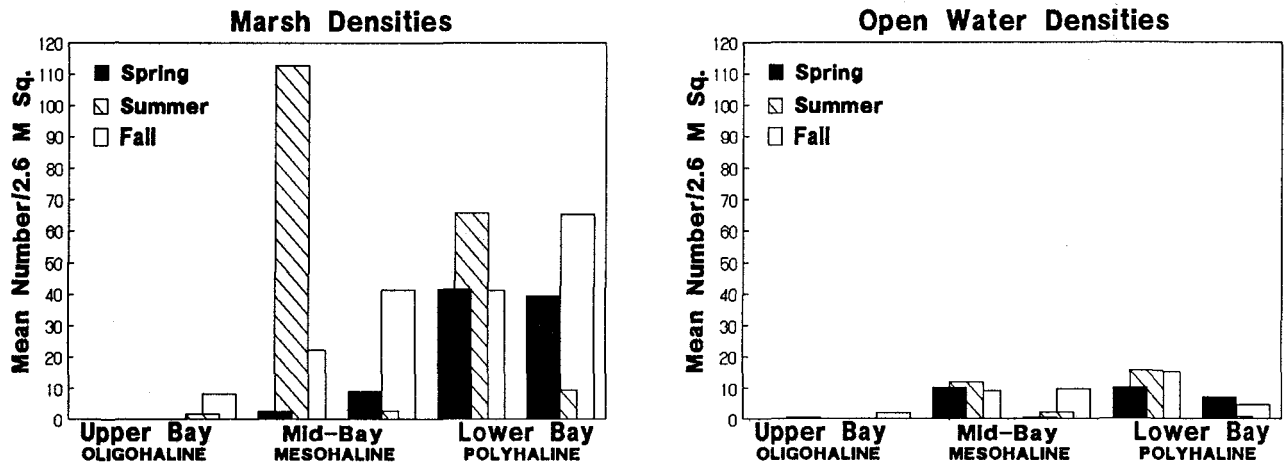 Marsh Densities
Mean Number/2.6 M Sq.
120
110
100
90
80
70
60
50
40
30
20
10
0
Spring
Summer
Fall
Upper Bay
OLIGOHALINE
Mid-Bay
MESOHALINE
Lower Bay
POLYHALINE
Open Water Densities
Mean Number/2.6 M Sq.
120
110
100
90
80
70
60
50
40
30
20
10
0
Spring
Summer
Fall
Upper Bay
OLIGOHALINE
Mid-Bay
MESOHALINE
Lower Bay
POLYHALINE